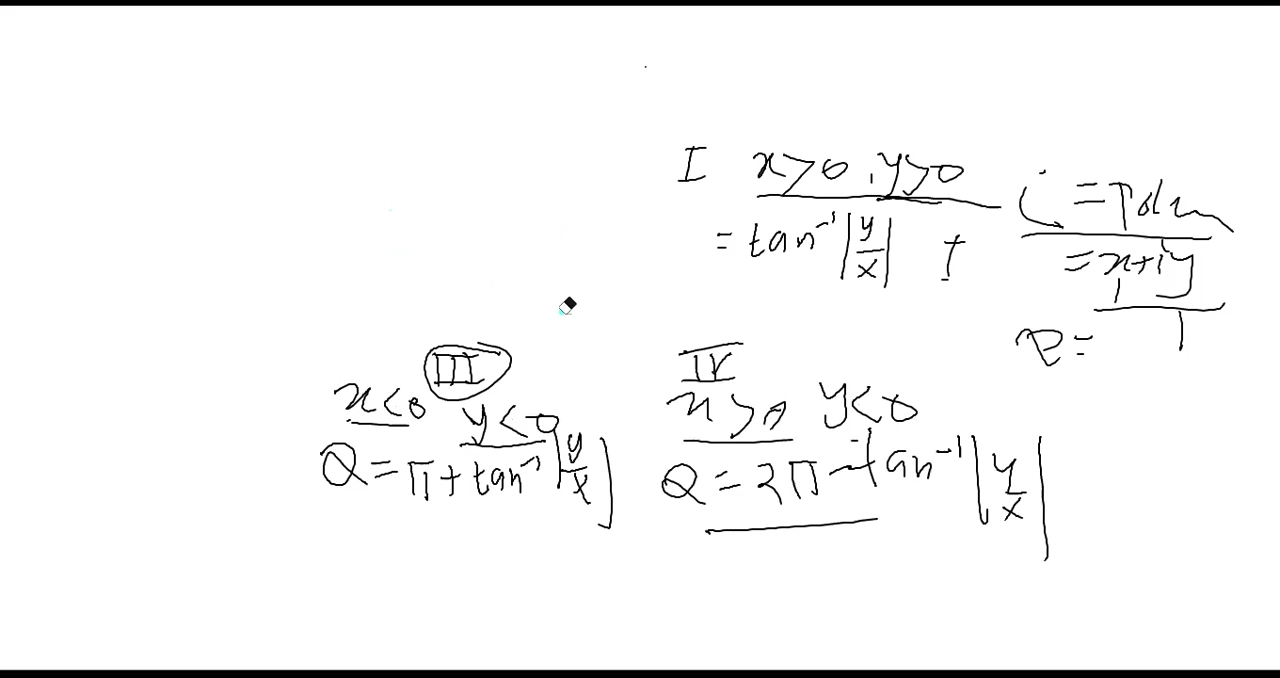 I x>0, y>0
= tan⁻¹|y/x|
i =
= x+iy
III
x<0 y<0
Q = π + tan⁻¹|y/x|
IV
x>0 y<0
Q = 2π - tan⁻¹|y/x|